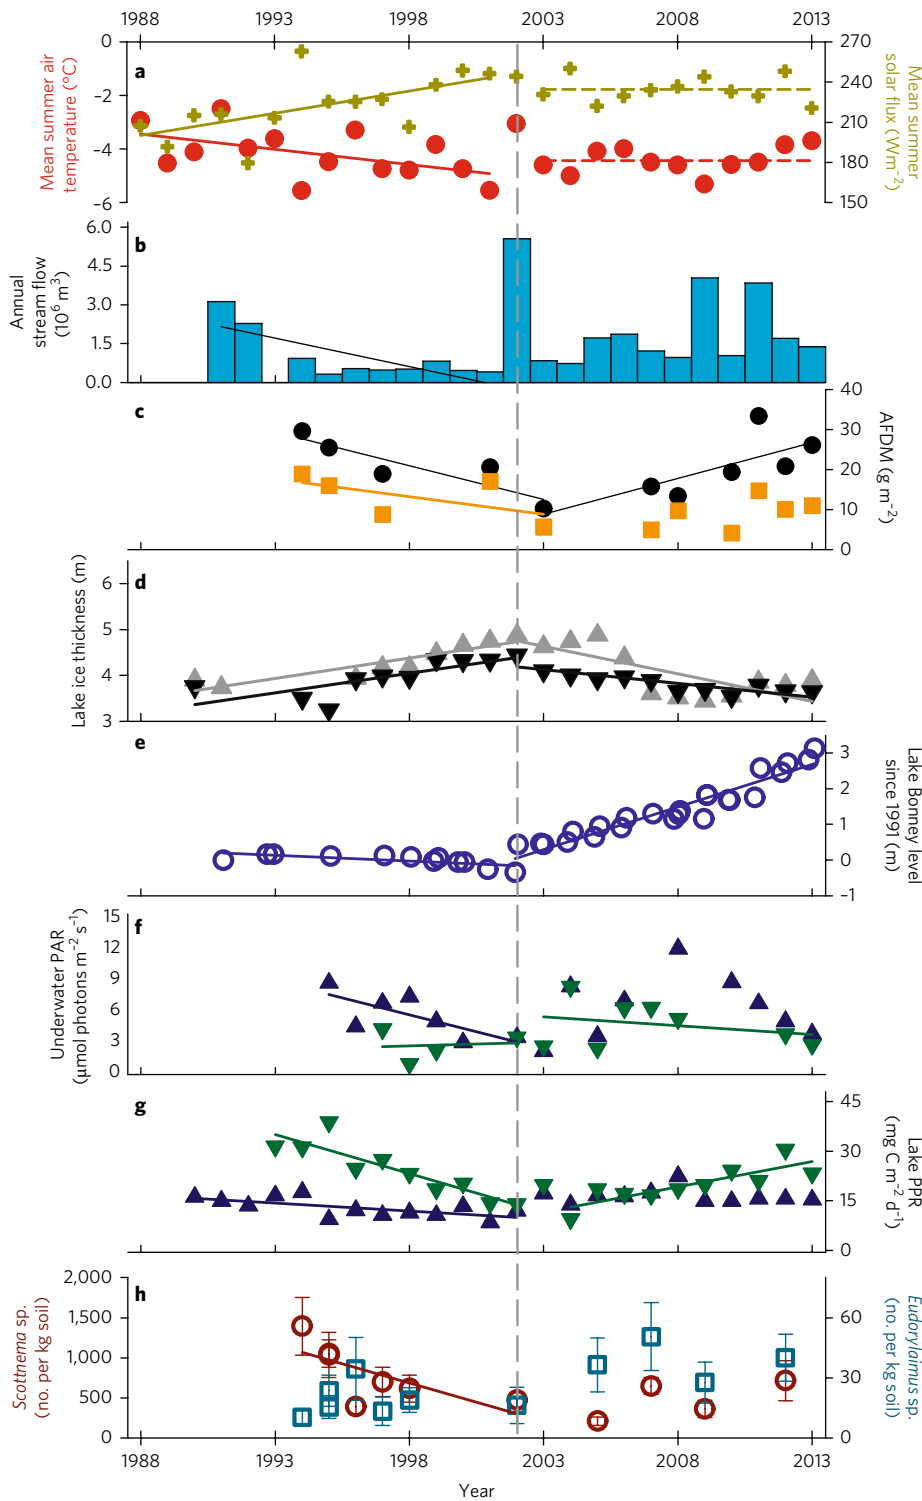 1988 1993 1998 2003 2008 2013
a
0
−2
−4
−6
Mean summer air
temperature (°C)
270
240
210
180
150
Mean summer
solar flux (Wm−2)
b
6.0
4.5
3.0
1.5
0.0
Annual
stream flow
(10^6 m^3)
c
40
30
20
10
0
AFDM (g m−2)
d
6
5
4
3
Lake ice thickness (m)
e
3
2
1
0
-1
Lake Bonney level
since 1991 (m)
f
15
12
9
6
3
0
Underwater PAR
(μmol photons m−2 s−1)
g
45
30
15
0
Lake PPR
(mg C m−2 d−1)
h
2,000
1,500
1,000
500
0
Scottnema sp.
(no. per kg soil)
60
30
0
Eudorylaimus sp.
(no. per kg soil)
1988 1993 1998 2003 2008 2013
Year